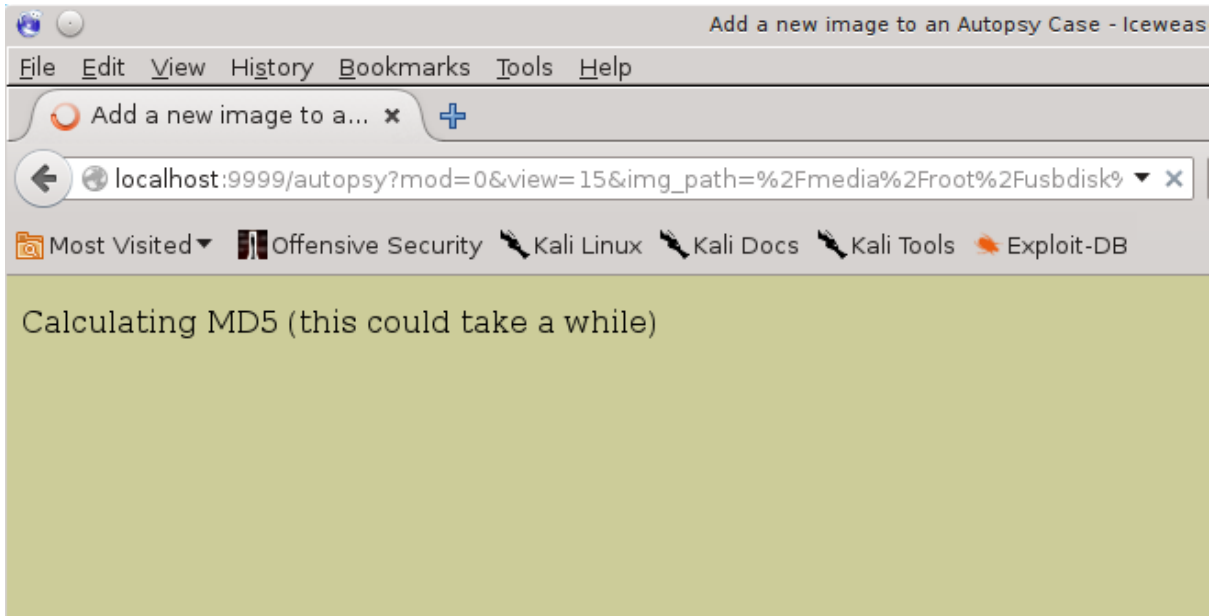 Add a new image to an Autopsy Case - Iceweas
File Edit View History Bookmarks Tools Help
Add a new image to a...
localhost:9999/autopsy?mod=0&view=15&img_path=%2Fmedia%2Froot%2Fusbdisk%
Most Visited Offensive Security Kali Linux Kali Docs Kali Tools Exploit-DB
Calculating MD5 (this could take a while)